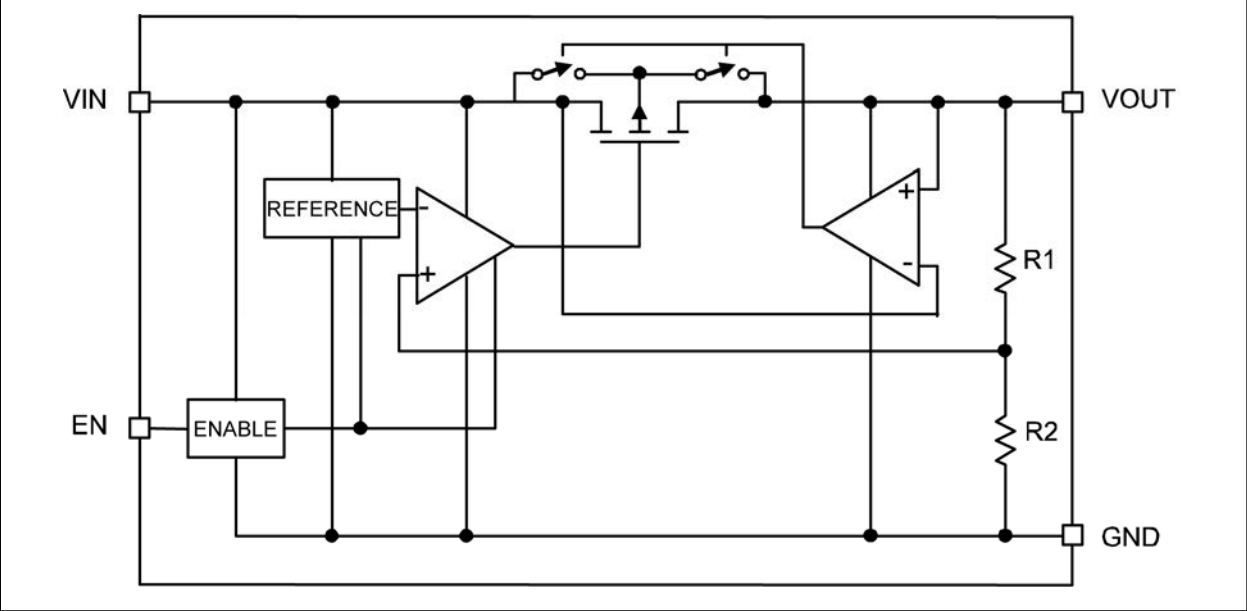 VIN
VOUT
REFERENCE
-
+
+
-
R1
EN
ENABLE
R2
GND